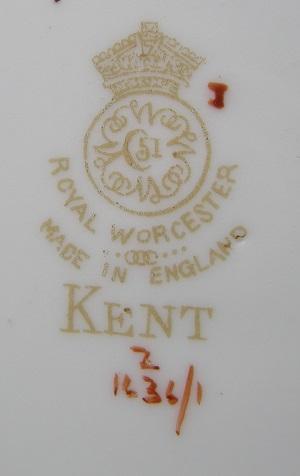 I
51
ROYAL WORCESTER
MADE IN ENGLAND
KENT
Z
1636/1